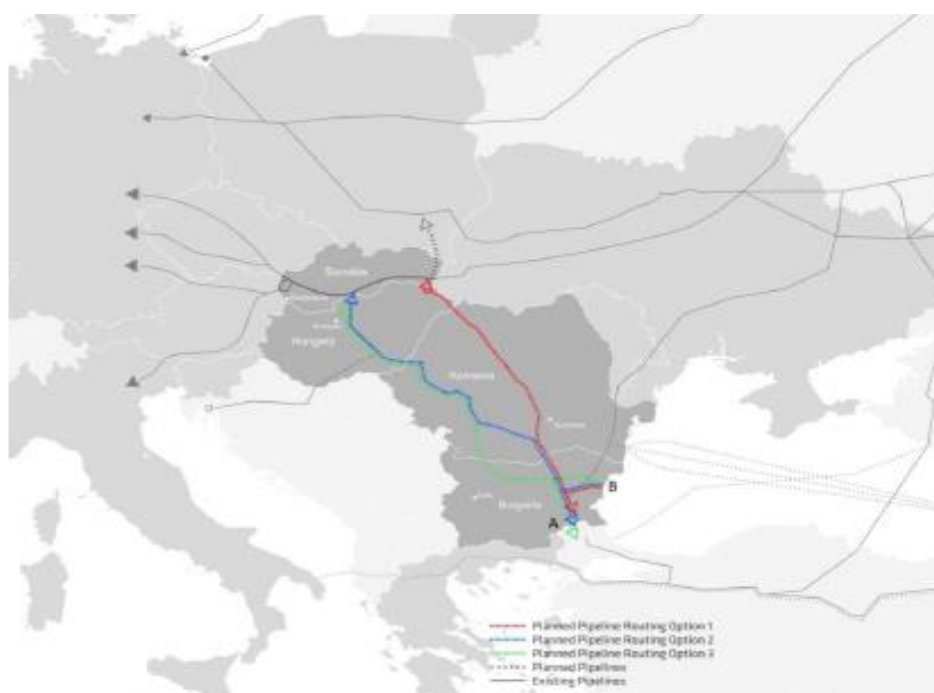 Slovakia
Hungary
Romania
B
Bulgaria
A
Planned Pipeline Routing Option 1
Planned Pipeline Routing Option 2
Planned Pipeline Routing Option 3
Planned Pipelines
Existing Pipelines